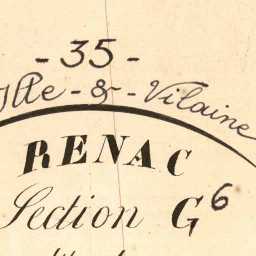 - 35 -
Ille - & - Vilaine
RENAC
Section G6